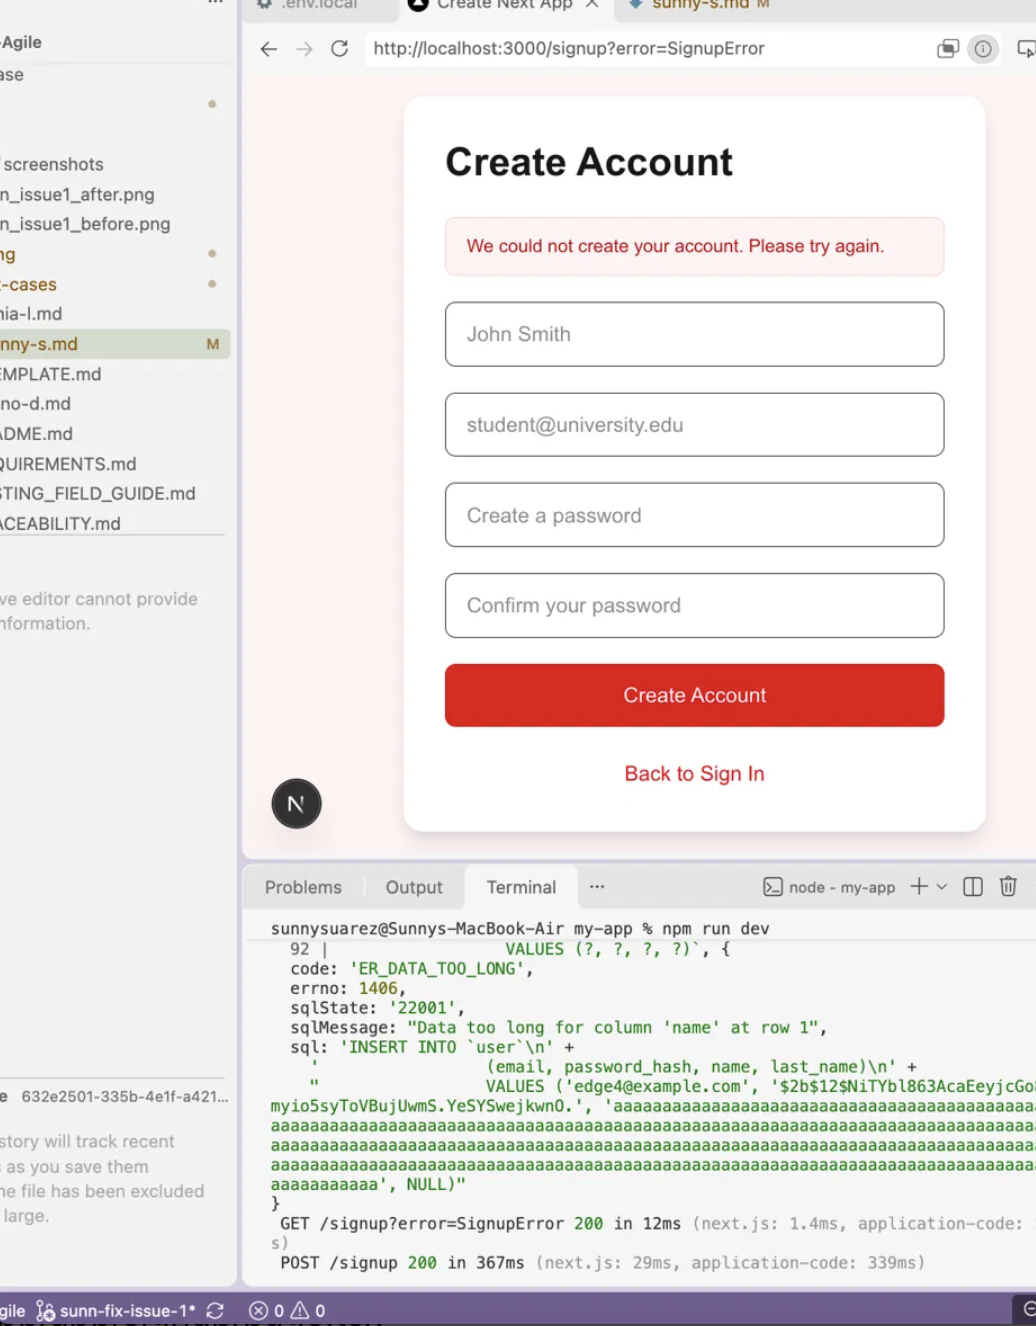 .env.local
Create Next App
sunny-s.md M
http://localhost:3000/signup?error=SignupError
-Agile
ase
screenshots
n_issue1_after.png
n_issue1_before.png
ng
-cases
nia-l.md
nny-s.md M
EMPLATE.md
no-d.md
ADME.md
QUIREMENTS.md
STING_FIELD_GUIDE.md
ACEABILITY.md
ve editor cannot provide
nformation.
e 632e2501-335b-4e1f-a421...
story will track recent
s as you save them
he file has been excluded
large.
Create Account
We could not create your account. Please try again.
John Smith
student@university.edu
Create a password
Confirm your password
Create Account
Back to Sign In
N
Problems Output Terminal ··· node - my-app
sunnysuarez@Sunnys-MacBook-Air my-app % npm run dev
92 | VALUES (?, ?, ?, ?)`, {
code: 'ER_DATA_TOO_LONG',
errno: 1406,
sqlState: '22001',
sqlMessage: "Data too long for column 'name' at row 1",
sql: 'INSERT INTO `user`\n' +
' (email, password_hash, name, last_name)\n' +
" VALUES ('edge4@example.com', '$2b$12$NiTYbl863AcaEeyjcGo
myio5syToVBujUwmS.YeSYSwejkwnO.', 'aaaaaaaaaaaaaaaaaaaaaaaaaaaaaaaaaaaaaaa
aaaaaaaaaaaaaaaaaaaaaaaaaaaaaaaaaaaaaaaaaaaaaaaaaaaaaaaaaaaaaaaaaaaaaaaa
aaaaaaaaaaaaaaaaaaaaaaaaaaaaaaaaaaaaaaaaaaaaaaaaaaaaaaaaaaaaaaaaaaaaaaaa
aaaaaaaaaaaaaaaaaaaaaaaaaaaaaaaaaaaaaaaaaaaaaaaaaaaaaaaaaaaaaaaaaaaaaaaa
aaaaaaaaaaa', NULL)"
}
GET /signup?error=SignupError 200 in 12ms (next.js: 1.4ms, application-code:
s)
POST /signup 200 in 367ms (next.js: 29ms, application-code: 339ms)
gile sunn-fix-issue-1* 0 0